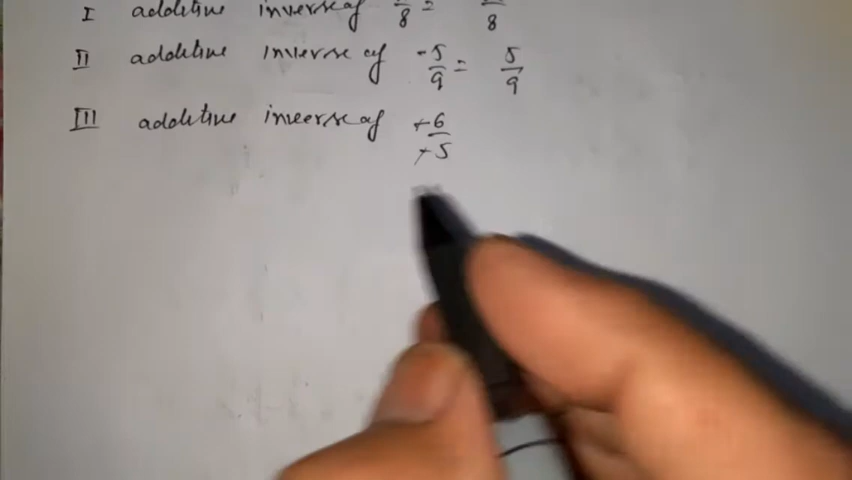 I additive inverse of /8 = /8
II additive inverse of -5/9 = 5/9
III additive inverse of +6/+5